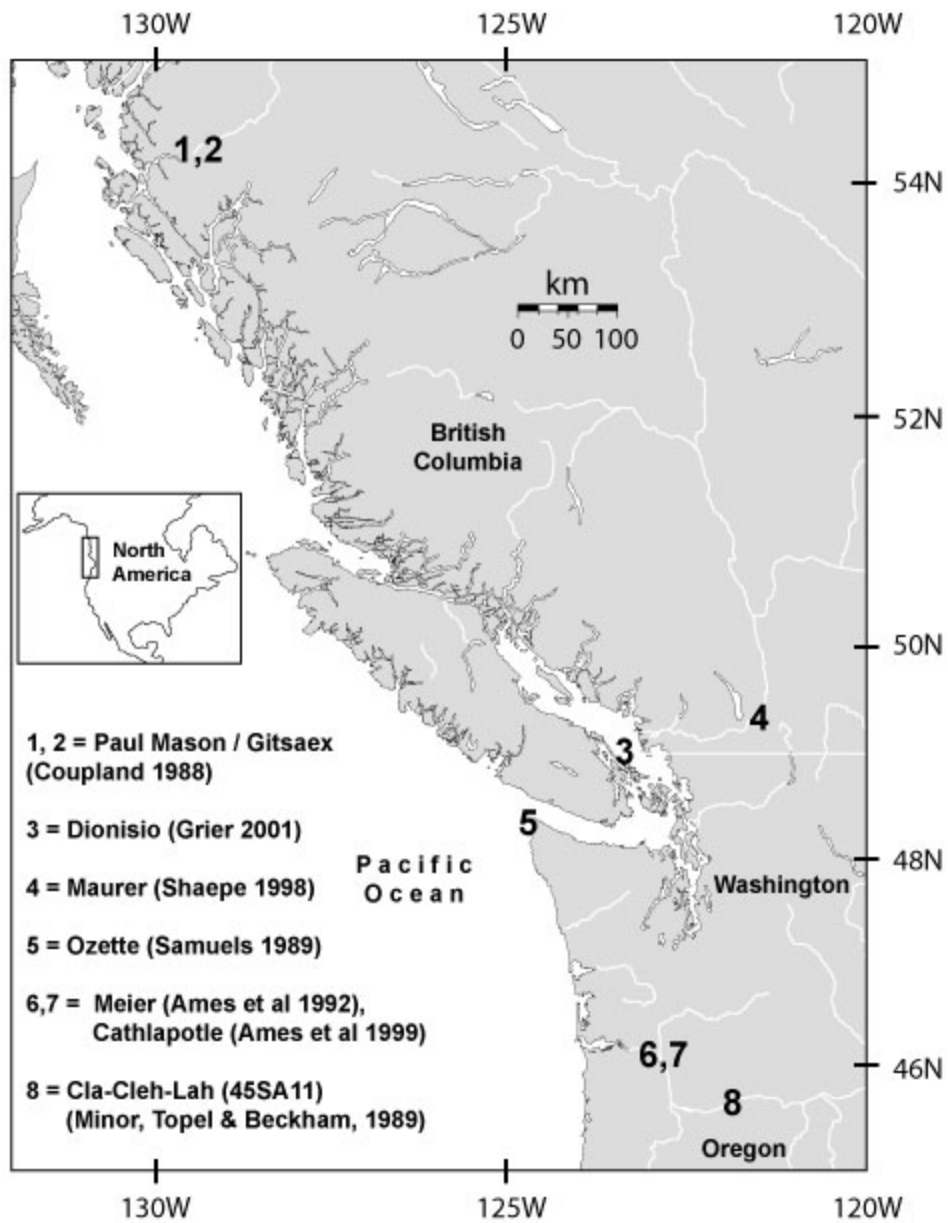 130W 125W 120W
1,2
54N
km
0 50 100
52N
British
Columbia
North
America
50N
4
3
1, 2 = Paul Mason / Gitsaex
(Coupland 1988)
3 = Dionisio (Grier 2001)
5
Pacific
Ocean
48N
Washington
4 = Maurer (Shaepe 1998)
5 = Ozette (Samuels 1989)
6,7 = Meier (Ames et al 1992),
Cathlapotle (Ames et al 1999)
6,7
46N
8 = Cla-Cleh-Lah (45SA11)
(Minor, Topel & Beckham, 1989)
8
Oregon
130W 125W 120W